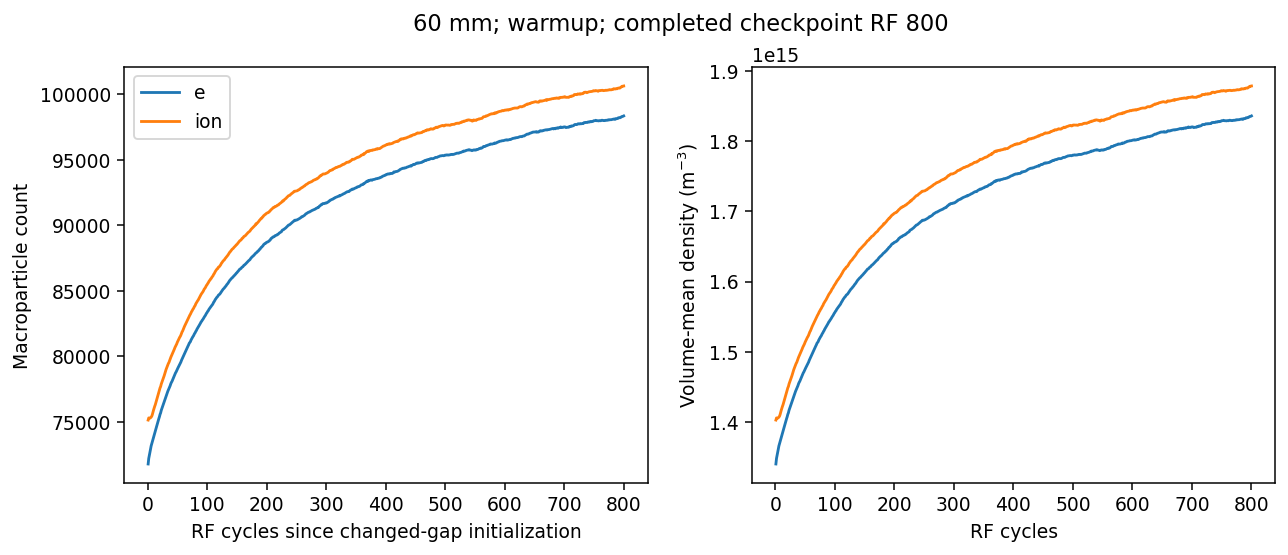 60 mm; warmup; completed checkpoint RF 800
e
ion
100000
95000
90000
85000
80000
75000
Macroparticle count
0 100 200 300 400 500 600 700 800
RF cycles since changed-gap initialization
1e15
1.9
1.8
1.7
1.6
1.5
1.4
Volume-mean density (m⁻³)
0 100 200 300 400 500 600 700 800
RF cycles